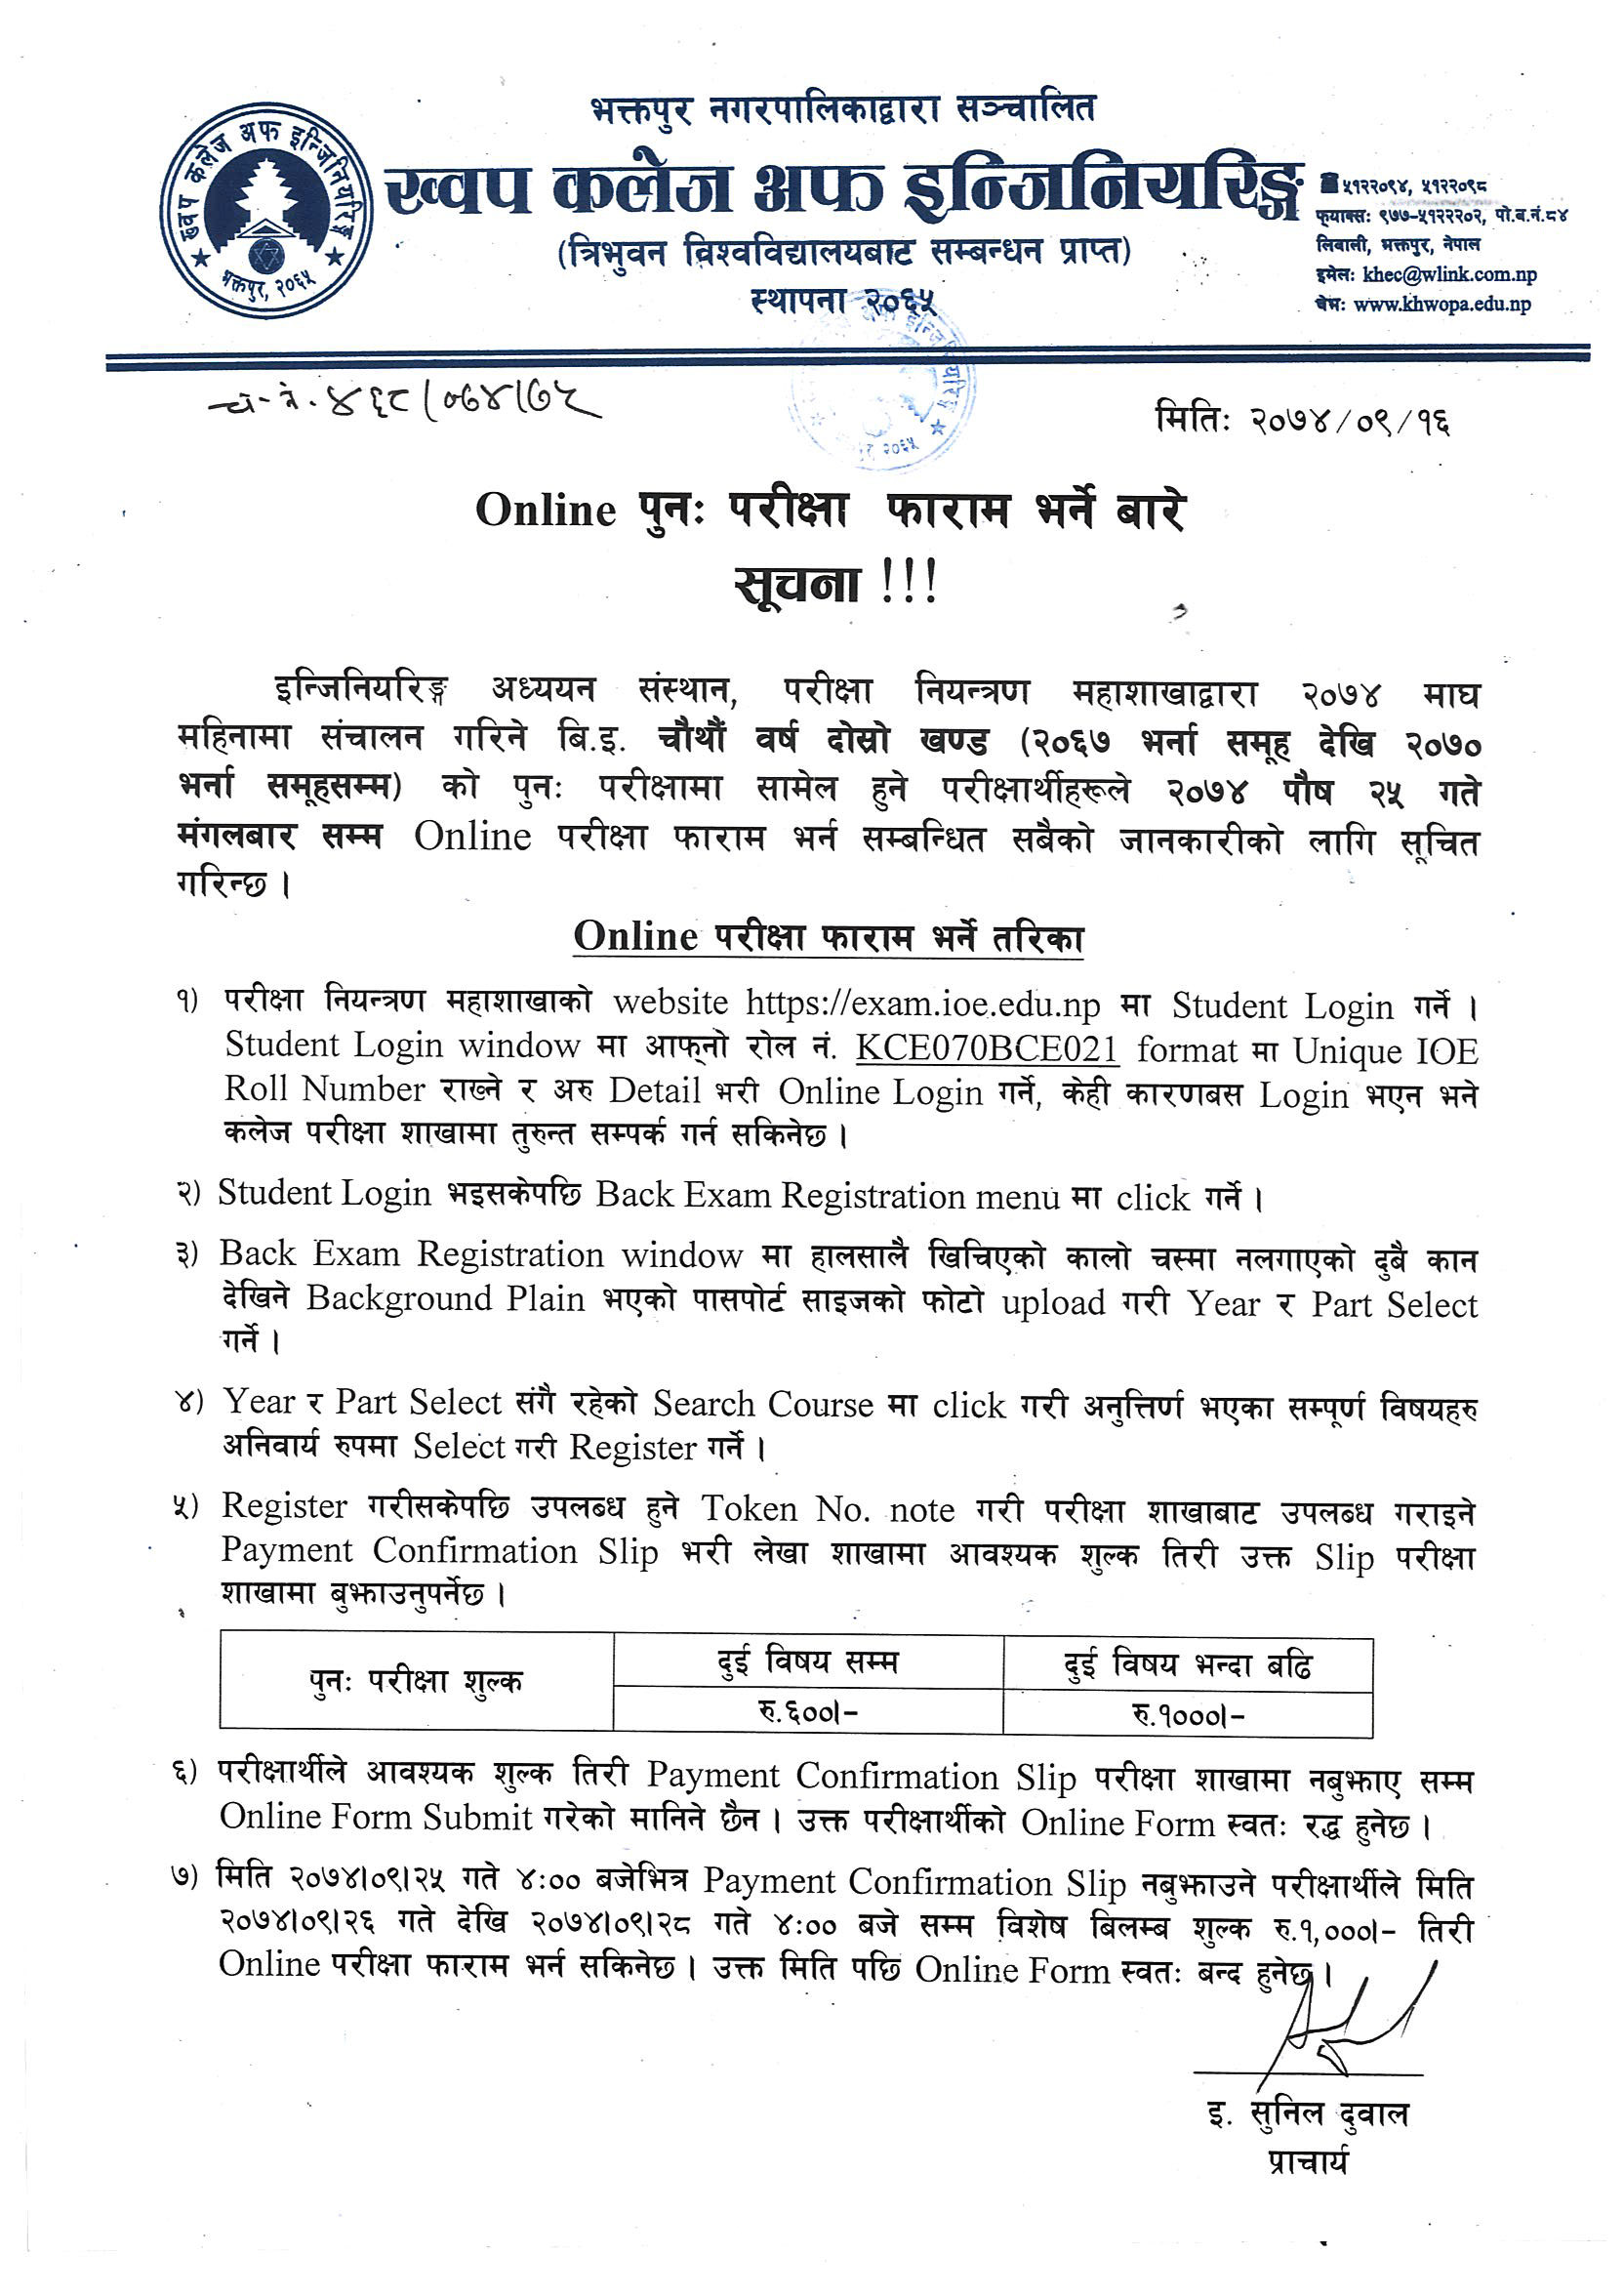 भक्तपुर नगरपालिकाद्वारा सञ्चालित
ख्वप कलेज अफ इन्जिनियरिङ्ग
(त्रिभुवन विश्वविद्यालयबाट सम्बन्धन प्राप्त)
स्थापना २०६५
ख्वप कलेज अफ इन्जिनियरिङ्ग
भक्तपुर, २०६५
५१२२०९४, ५१२२०९८
फ्याक्सः ९७७-५१२२२०२, पो.ब.नं.८४
लिवाली, भक्तपुर, नेपाल
इमेलः khec@wlink.com.np
वेभः www.khwopa.edu.np
च.नं. ४६८/०७४/७५
मितिः २०७४/०९/१६
Online पुनः परीक्षा फाराम भर्ने बारे
सूचना !!!
इन्जिनियरिङ्ग अध्ययन संस्थान, परीक्षा नियन्त्रण महाशाखाद्वारा २०७४ माघ
महिनामा संचालन गरिने बि.इ. चौथौं वर्ष दोस्रो खण्ड (२०६७ भर्ना समूह देखि २०७०
भर्ना समूहसम्म) को पुनः परीक्षामा सामेल हुने परीक्षार्थीहरूले २०७४ पौष २५ गते
मंगलबार सम्म Online परीक्षा फाराम भर्न सम्बन्धित सबैको जानकारीको लागि सूचित
गरिन्छ ।
Online परीक्षा फाराम भर्ने तरिका
१) परीक्षा नियन्त्रण महाशाखाको website https://exam.ioe.edu.np मा Student Login गर्ने ।
Student Login window मा आफ्नो रोल नं. KCE070BCE021 format मा Unique IOE
Roll Number राख्ने र अरु Detail भरी Online Login गर्ने, केही कारणबस Login भएन भने
कलेज परीक्षा शाखामा तुरुन्त सम्पर्क गर्न सकिनेछ ।
२) Student Login भइसकेपछि Back Exam Registration menu मा click गर्ने ।
३) Back Exam Registration window मा हालसालै खिचिएको कालो चस्मा नलगाएको दुबै कान
देखिने Background Plain भएको पासपोर्ट साइजको फोटो upload गरी Year र Part Select
गर्ने ।
४) Year र Part Select संगै रहेको Search Course मा click गरी अनुत्तिर्ण भएका सम्पूर्ण विषयहरु
अनिवार्य रुपमा Select गरी Register गर्ने ।
५) Register गरीसकेपछि उपलब्ध हुने Token No. note गरी परीक्षा शाखाबाट उपलब्ध गराइने
Payment Confirmation Slip भरी लेखा शाखामा आवश्यक शुल्क तिरी उक्त Slip परीक्षा
शाखामा बुझाउनुपर्नेछ ।
पुनः परीक्षा शुल्क
दुई विषय सम्म
दुई विषय भन्दा बढि
रु.६००।-
रु.१०००।-
६) परीक्षार्थीले आवश्यक शुल्क तिरी Payment Confirmation Slip परीक्षा शाखामा नबुझाए सम्म
Online Form Submit गरेको मानिने छैन । उक्त परीक्षार्थीको Online Form स्वतः रद्ध हुनेछ ।
७) मिति २०७४।०९।२५ गते ४:०० बजेभित्र Payment Confirmation Slip नबुझाउने परीक्षार्थीले मिति
२०७४।०९।२६ गते देखि २०७४।०९।२८ गते ४:०० बजे सम्म विशेष बिलम्ब शुल्क रु.१,०००।- तिरी
Online परीक्षा फाराम भर्न सकिनेछ । उक्त मिति पछि Online Form स्वतः बन्द हुनेछ ।
इ. सुनिल दुवाल
प्राचार्य